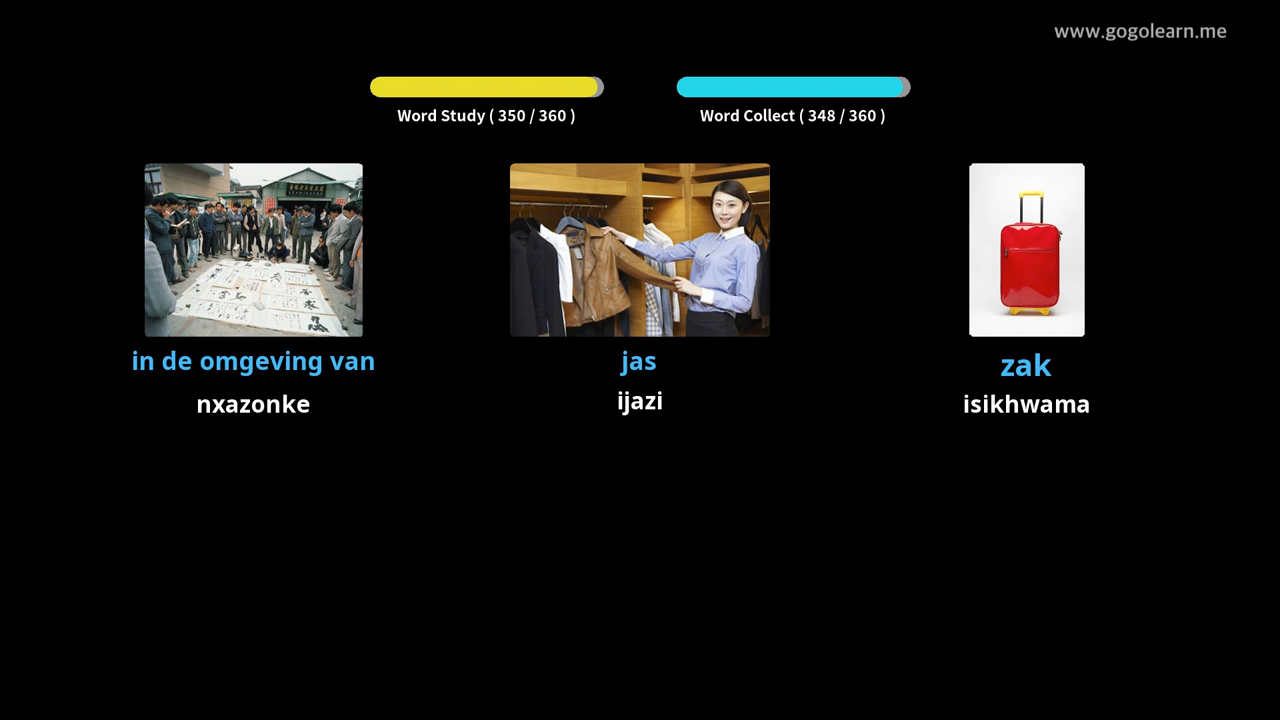 www.gogolearn.me
Word Study ( 350 / 360 )
Word Collect ( 348 / 360 )
in de omgeving van
jas
zak
nxazonke
ijazi
isikhwama